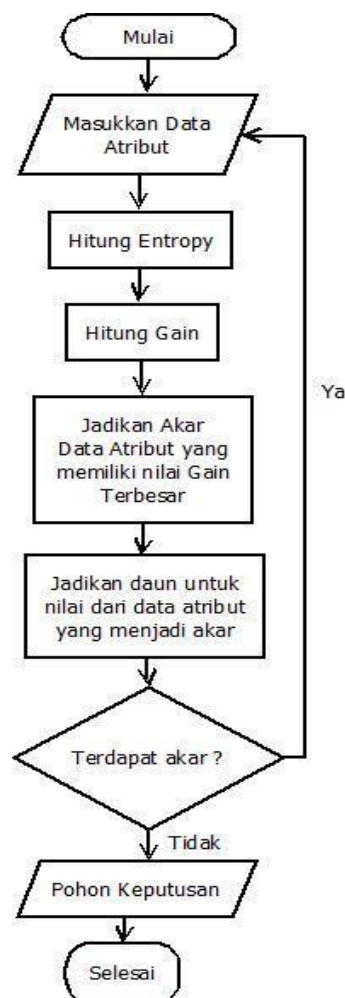 Mulai
Masukkan Data
Atribut
Hitung Entropy
Hitung Gain
Ya
Jadikan Akar
Data Atribut yang
memiliki nilai Gain
Terbesar
Jadikan daun untuk
nilai dari data atribut
yang menjadi akar
Terdapat akar ?
Tidak
Pohon Keputusan
Selesai